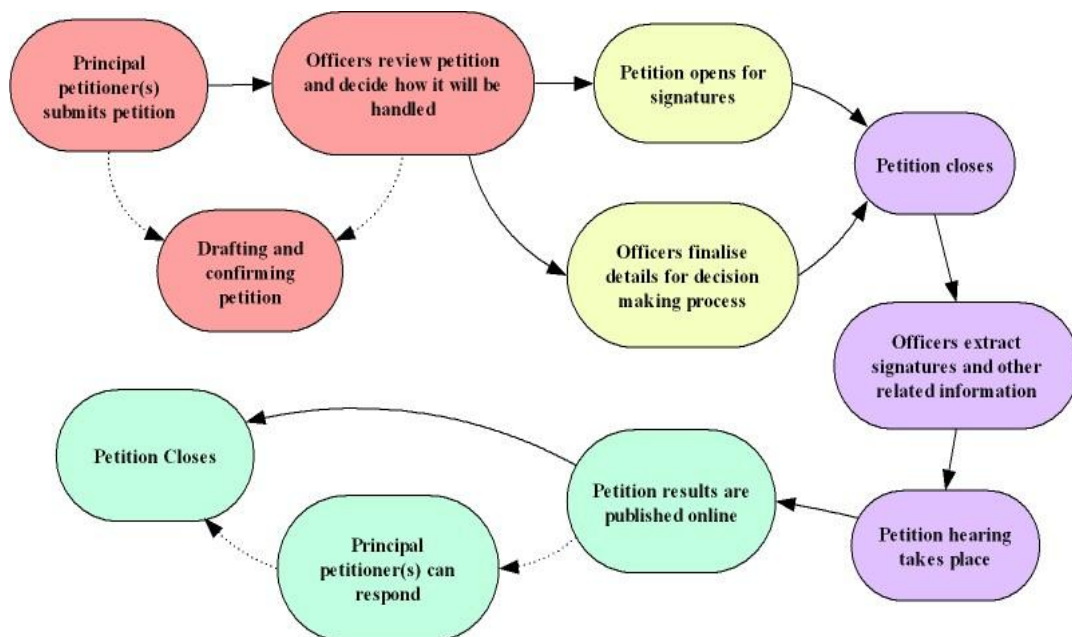 Principal
petitioner(s)
submits petition
Officers review petition
and decide how it will be
handled
Petition opens for
signatures
Petition closes
Drafting and
confirming
petition
Officers finalise
details for decision
making process
Officers extract
signatures and other
related information
Petition Closes
Petition results are
published online
Petition hearing
takes place
Principal
petitioner(s) can
respond